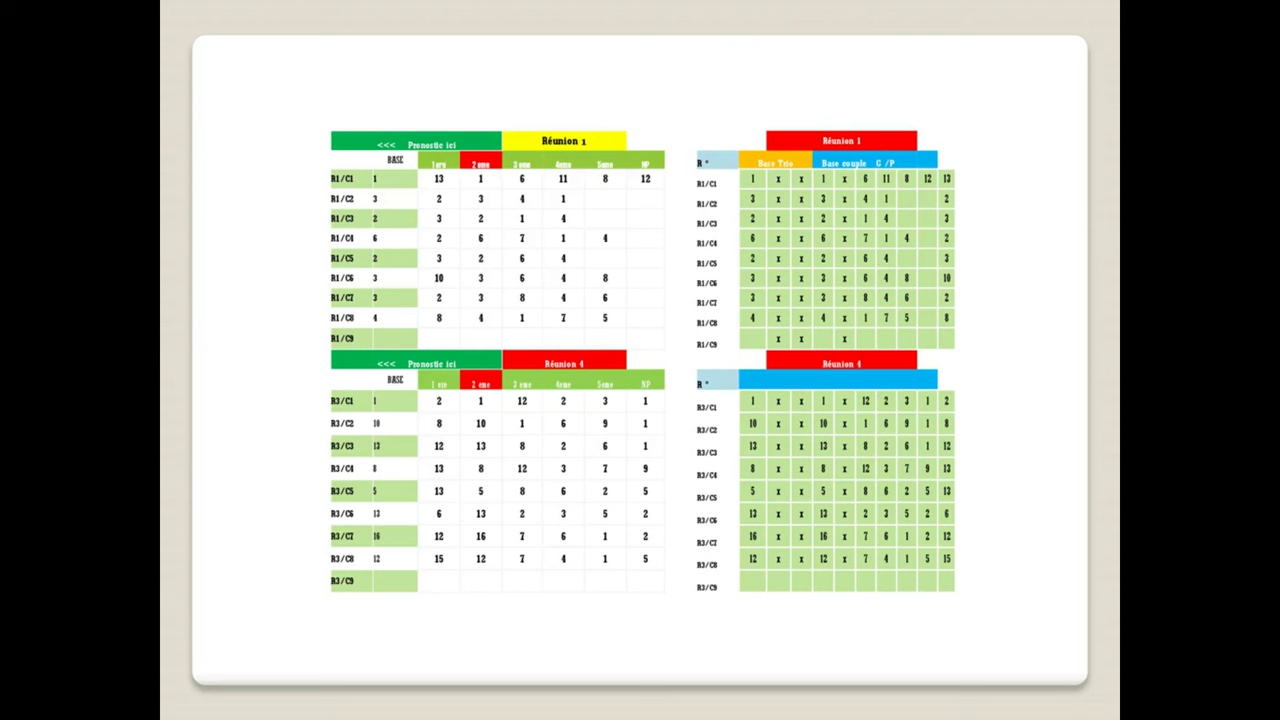 <<< Pronostic ici Réunion 1
BASE 1ere 2 eme 3 eme 4eme 5eme NP
R1/C1 1 13 1 6 11 8 12
R1/C2 3 2 3 4 1
R1/C3 2 3 2 1 4
R1/C4 6 2 6 7 1 4
R1/C5 2 3 2 6 4
R1/C6 3 10 3 6 4 8
R1/C7 3 2 3 8 4 6
R1/C8 4 8 4 1 7 5
R1/C9
<<< Pronostic ici Réunion 4
BASE 1 ere 2 eme 3 eme 4eme 5eme NP
R3/C1 1 2 1 12 2 3 1
R3/C2 10 8 10 1 6 9 1
R3/C3 13 12 13 8 2 6 1
R3/C4 8 13 8 12 3 7 9
R3/C5 5 13 5 8 6 2 5
R3/C6 13 6 13 2 3 5 2
R3/C7 16 12 16 7 6 1 2
R3/C8 12 15 12 7 4 1 5
R3/C9
Réunion 1
R ° Base Trio Base couple G /P
R1/C1 1 x x 1 x 6 11 8 12 13
R1/C2 3 x x 3 x 4 1 2
R1/C3 2 x x 2 x 1 4 3
R1/C4 6 x x 6 x 7 1 4 2
R1/C5 2 x x 2 x 6 4 3
R1/C6 3 x x 3 x 6 4 8 10
R1/C7 3 x x 3 x 8 4 6 2
R1/C8 4 x x 4 x 1 7 5 8
R1/C9 x x x
Réunion 4
R °
R3/C1 1 x x 1 x 12 2 3 1 2
R3/C2 10 x x 10 x 1 6 9 1 8
R3/C3 13 x x 13 x 8 2 6 1 12
R3/C4 8 x x 8 x 12 3 7 9 13
R3/C5 5 x x 5 x 8 6 2 5 13
R3/C6 13 x x 13 x 2 3 5 2 6
R3/C7 16 x x 16 x 7 6 1 2 12
R3/C8 12 x x 12 x 7 4 1 5 15
R3/C9